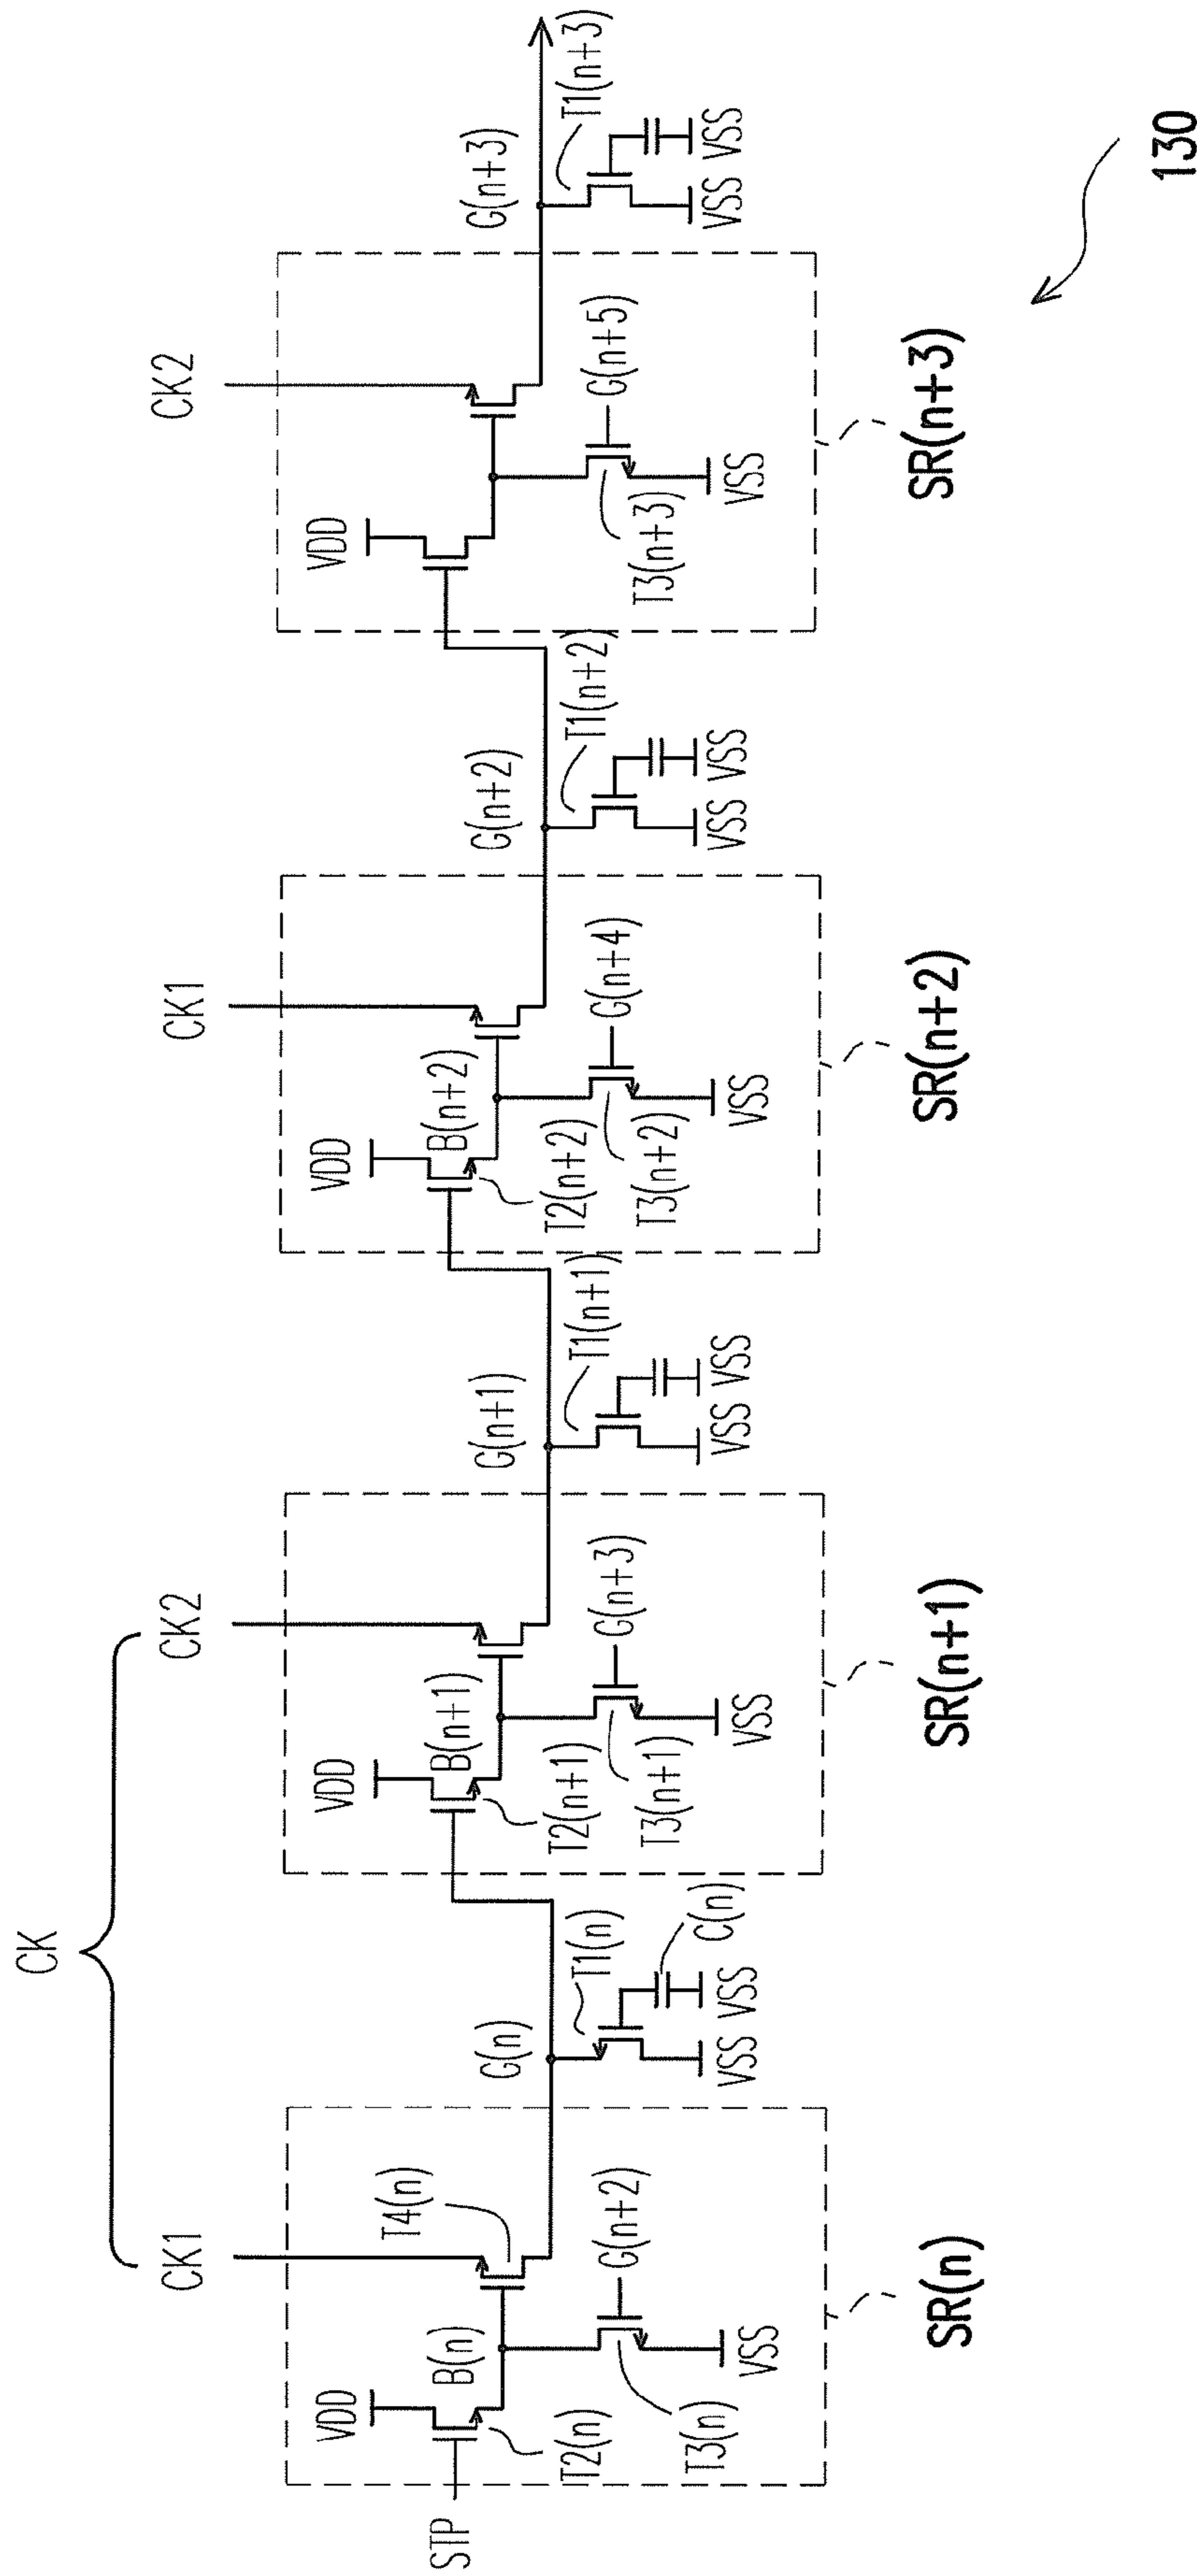 CK
CK1
CK2
CK1
CK2
STP
VDD
B(n)
T2(n)
T4(n)
T3(n)
G(n+2)
VSS
SR(n)
G(n)
T1(n)
C(n)
VSS
VSS
VDD
B(n+1)
T2(n+1)
T3(n+1)
G(n+3)
VSS
SR(n+1)
G(n+1)
T1(n+1)
VSS
VSS
VDD
B(n+2)
T2(n+2)
T3(n+2)
G(n+4)
VSS
SR(n+2)
G(n+2)
T1(n+2)
VSS
VSS
VDD
T3(n+3)
G(n+5)
VSS
SR(n+3)
G(n+3)
T1(n+3)
VSS
VSS
130